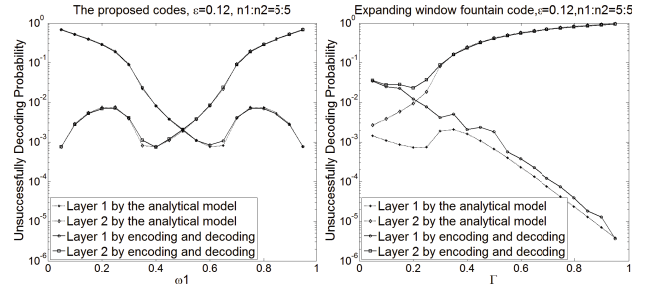 The proposed codes, ε=0.12, n1:n2=5:5
Unsuccessfully Decoding Probability
10^0
10^-1
10^-2
10^-3
10^-4
10^-5
10^-6
Layer 1 by the analytical model
Layer 2 by the analytical model
Layer 1 by encoding and decoding
Layer 2 by encoding and decoding
0 0.2 0.4 0.6 0.8 1
ω1
Expanding window fountain code,ε=0.12,n1:n2=5:5
Unsuccessfully Decoding Probability
10^0
10^-1
10^-2
10^-3
10^-4
10^-5
10^-6
Layer 1 by the analytical model
Layer 2 by the analytical model
Layer 1 by encoding and decoding
Layer 2 by encoding and decoding
0 0.2 0.4 0.6 0.8 1
Γ